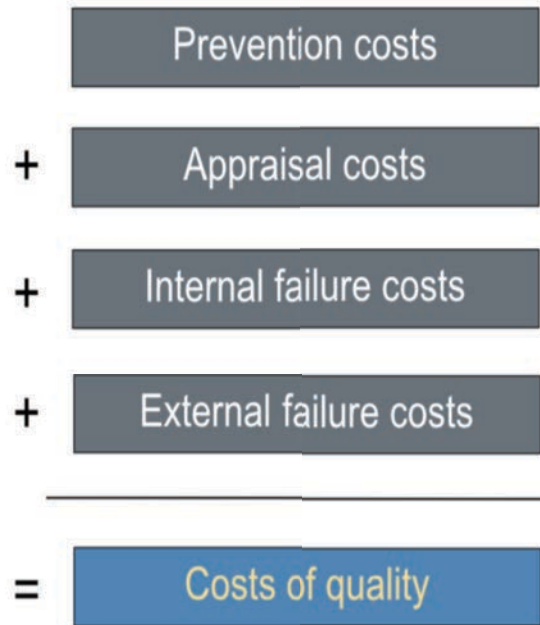 Prevention costs
+ Appraisal costs
+ Internal failure costs
+ External failure costs
= Costs of quality